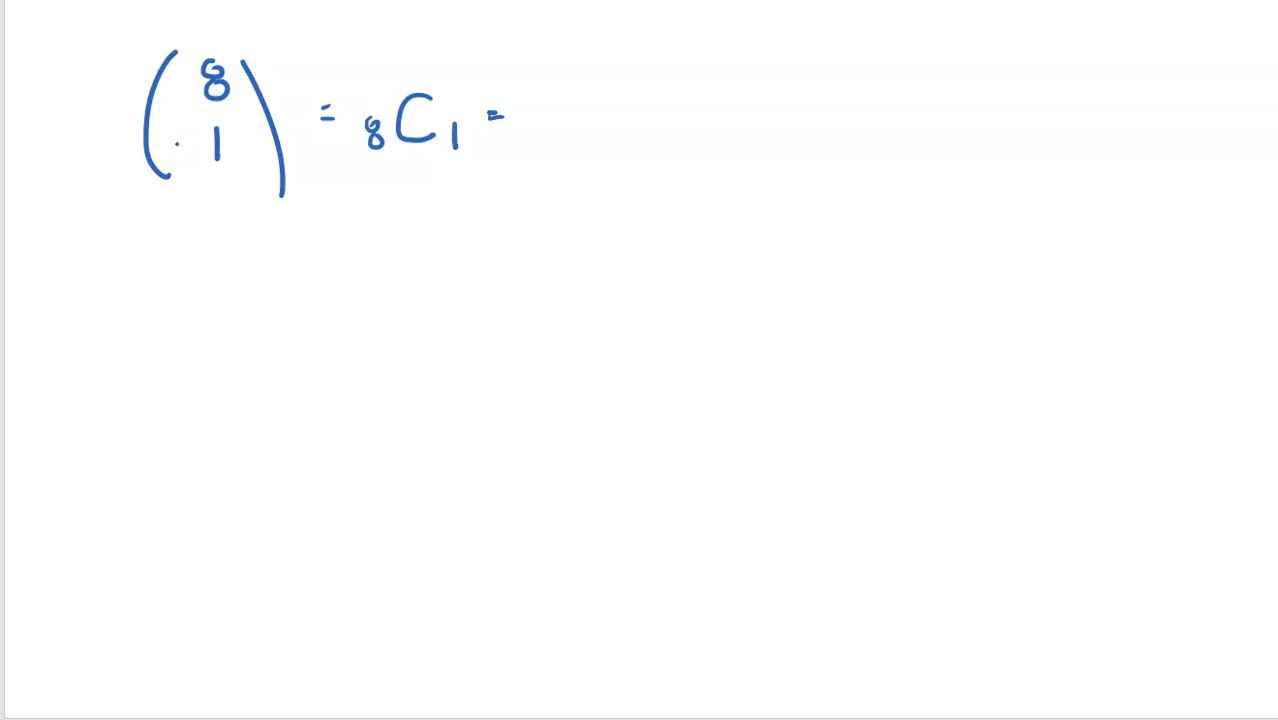 (8 1) = ₈C₁ =